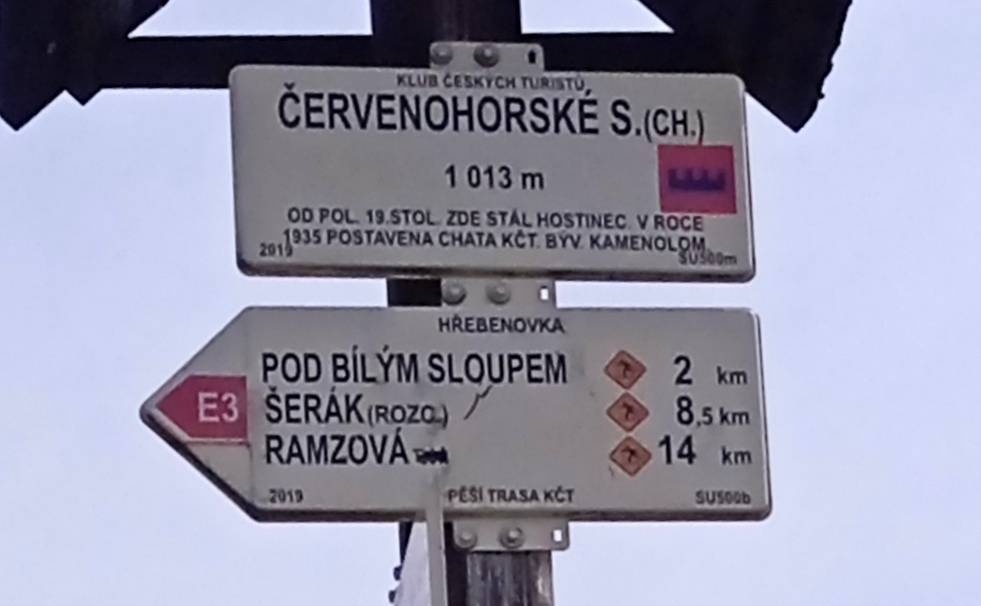 KLUB ČESKÝCH TURISTŮ
ČERVENOHORSKÉ S.(CH.)
1 013 m
OD POL. 19.STOL. ZDE STÁL HOSTINEC. V ROCE
1935 POSTAVENA CHATA KČT. BÝV. KAMENOLOM.
2019 SU500m
HŘEBENOVKA
POD BÍLÝM SLOUPEM 2 km
E3 ŠERÁK (ROZC.) 8,5 km
RAMZOVÁ 14 km
2019 PĚŠÍ TRASA KČT SU500b